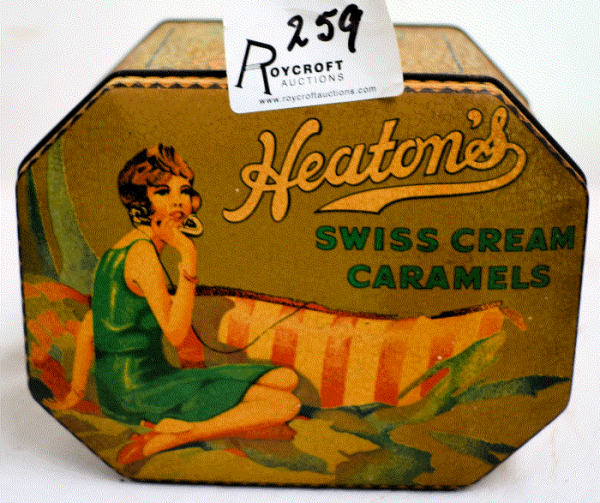 259
ROYCROFT
AUCTIONS
www.roycroftauctions.com
Heaton's
SWISS CREAM
CARAMELS